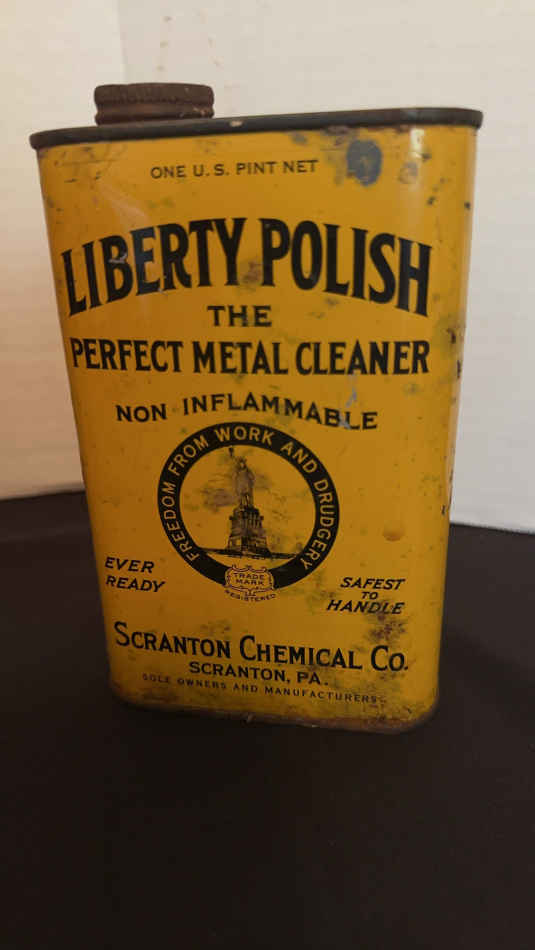 ONE U.S. PINT NET
LIBERTY POLISH
THE
PERFECT METAL CLEANER
NON INFLAMMABLE
FREEDOM FROM WORK AND DRUDGERY
TRADE
MARK
REGISTERED
EVER
READY
SAFEST
TO
HANDLE
SCRANTON CHEMICAL CO.
SCRANTON, PA.
SOLE OWNERS AND MANUFACTURERS